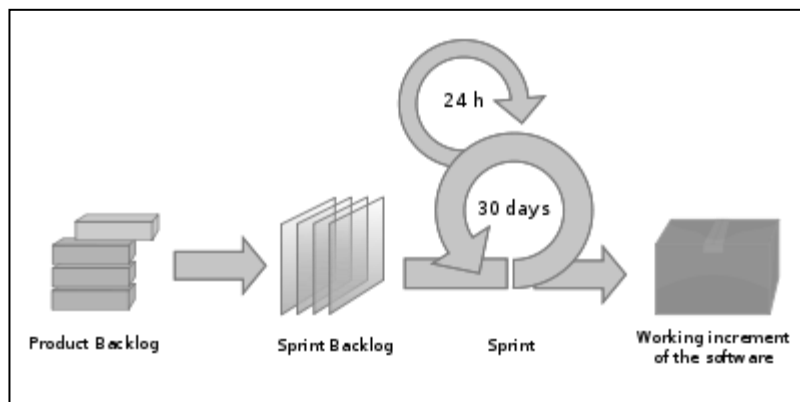 24 h
30 days
Product Backlog
Sprint Backlog
Sprint
Working increment
of the software